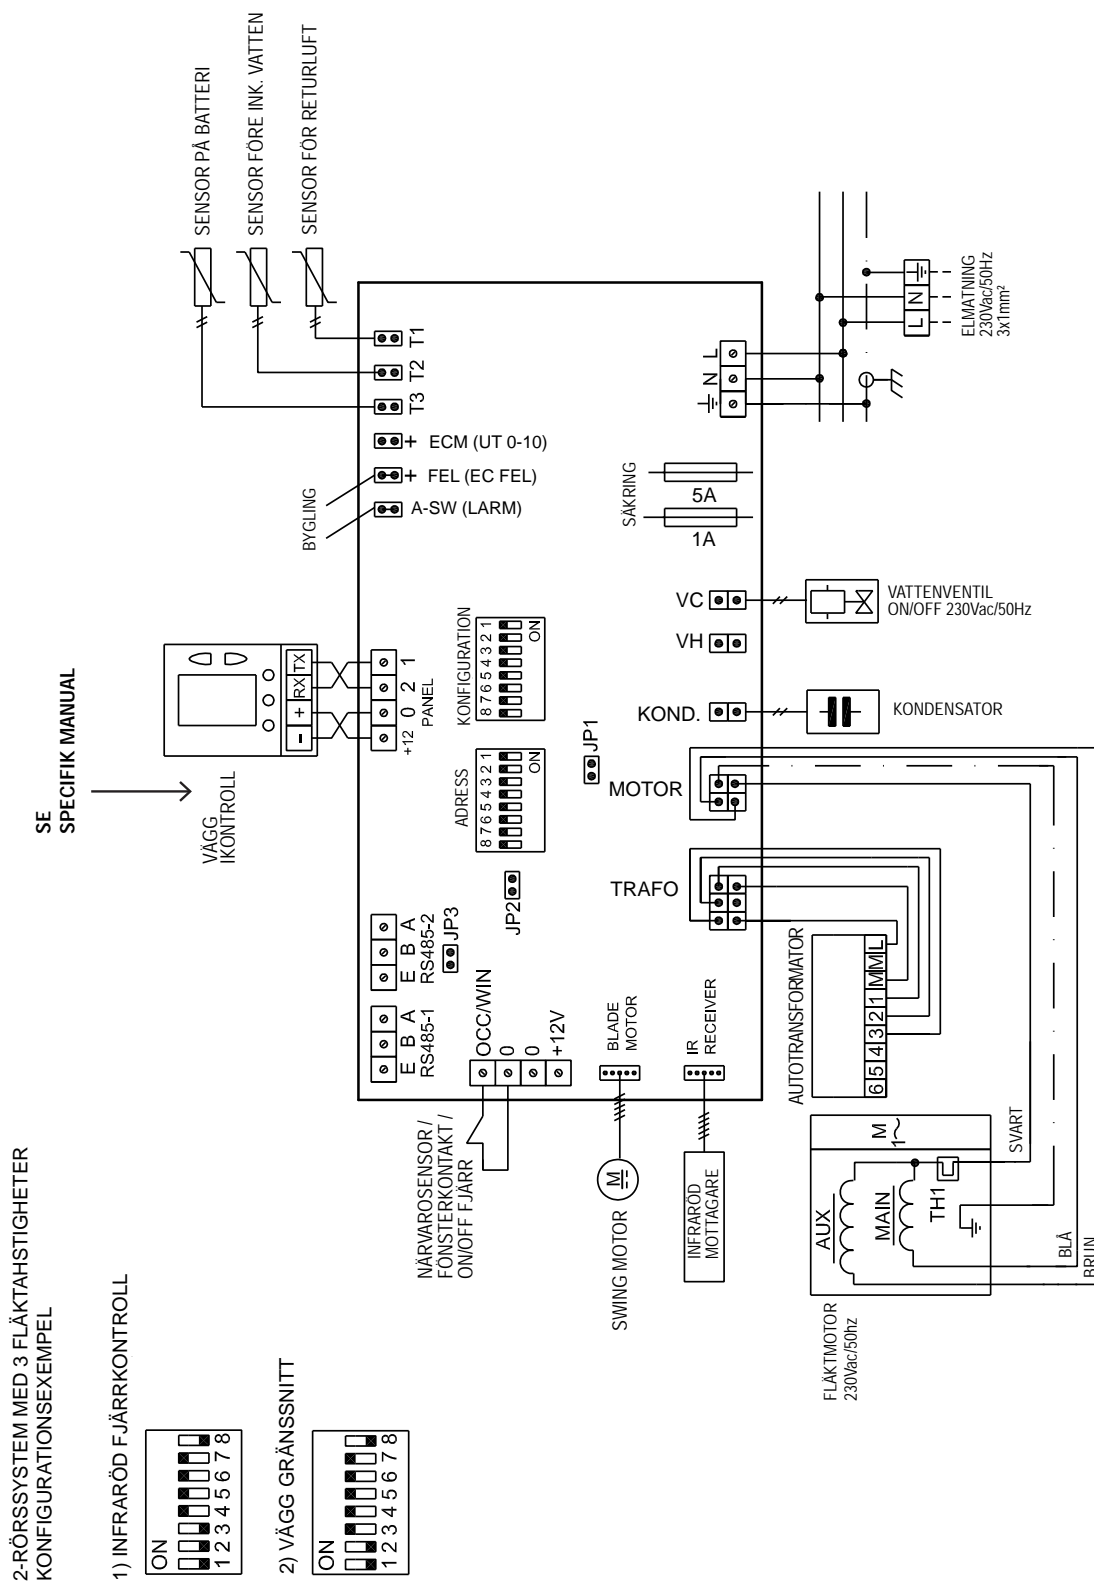 2-RÖRSSYSTEM MED 3 FLÄKTAHSTIGHETER
KONFIGURATIONSEXEMPEL
1) INFRARÖD FJÄRRKONTROLL
ON
1 2 3 4 5 6 7 8
2) VÄGG GRÄNSSNITT
ON
1 2 3 4 5 6 7 8
SE
SPECIFIK MANUAL
VÄGG
IKONTROLL
- + RX TX
+12 0 2 1
PANEL
BYGLING
SENSOR PÅ BATTERI
SENSOR FÖRE INK. VATTEN
SENSOR FÖR RETURLUFT
E B A
RS485-1
E B A
RS485-2
JP3
A-SW (LARM)
+ FEL (EC FEL)
+ ECM (UT 0-10)
T3
T2
T1
NÄRVAROSENSOR /
FÖNSTERKONTAKT /
ON/OFF FJÄRR
OCC/WIN
0
0
+12V
JP2
ADRESS
8 7 6 5 4 3 2 1
ON
KONFIGURATION
8 7 6 5 4 3 2 1
ON
JP1
SWING MOTOR
M
BLADE
MOTOR
INFRARÖD
MOTTAGARE
IR
RECEIVER
TRAFO
MOTOR
KOND.
VH
VC
SÄKRING
1A
5A
N
L
KONDENSATOR
VATTENVENTIL
ON/OFF 230Vac/50Hz
L N
ELMATNING
230Vac/50Hz
3x1mm²
AUTOTRANSFORMATOR
6 5 4 3 2 1 M M L
FLÄKTMOTOR
230Vac/50hz
AUX
MAIN
TH1
M
1~
SVART
BLÅ
BRUN